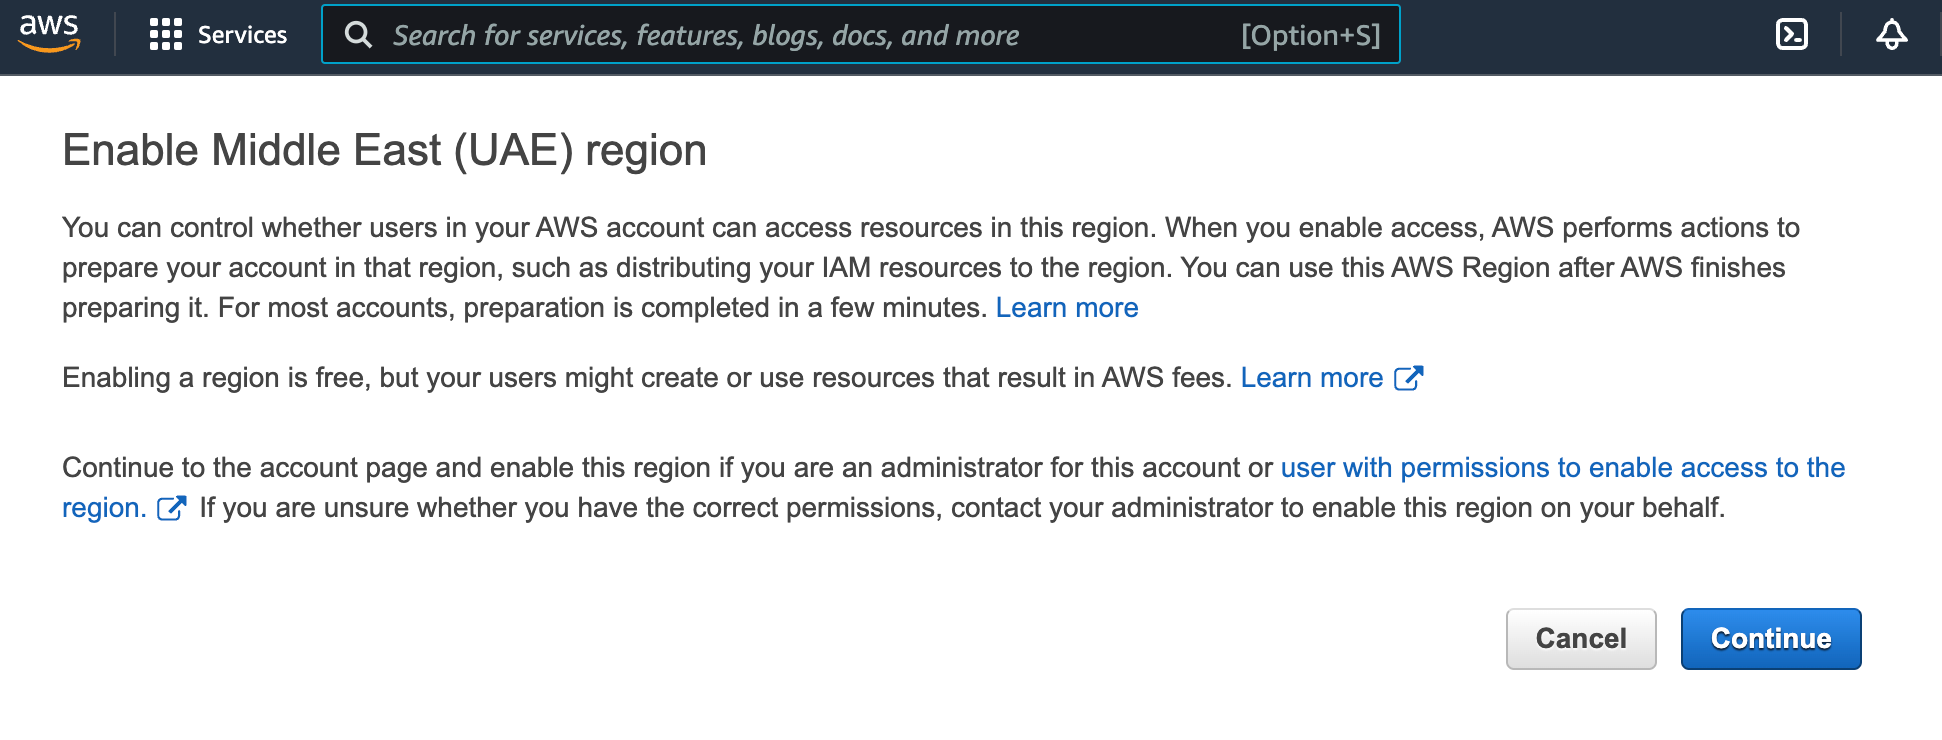 aws
Services
Search for services, features, blogs, docs, and more
[Option+S]
Enable Middle East (UAE) region
You can control whether users in your AWS account can access resources in this region. When you enable access, AWS performs actions to
prepare your account in that region, such as distributing your IAM resources to the region. You can use this AWS Region after AWS finishes
preparing it. For most accounts, preparation is completed in a few minutes. Learn more
Enabling a region is free, but your users might create or use resources that result in AWS fees. Learn more
Continue to the account page and enable this region if you are an administrator for this account or user with permissions to enable access to the
region. If you are unsure whether you have the correct permissions, contact your administrator to enable this region on your behalf.
Cancel
Continue